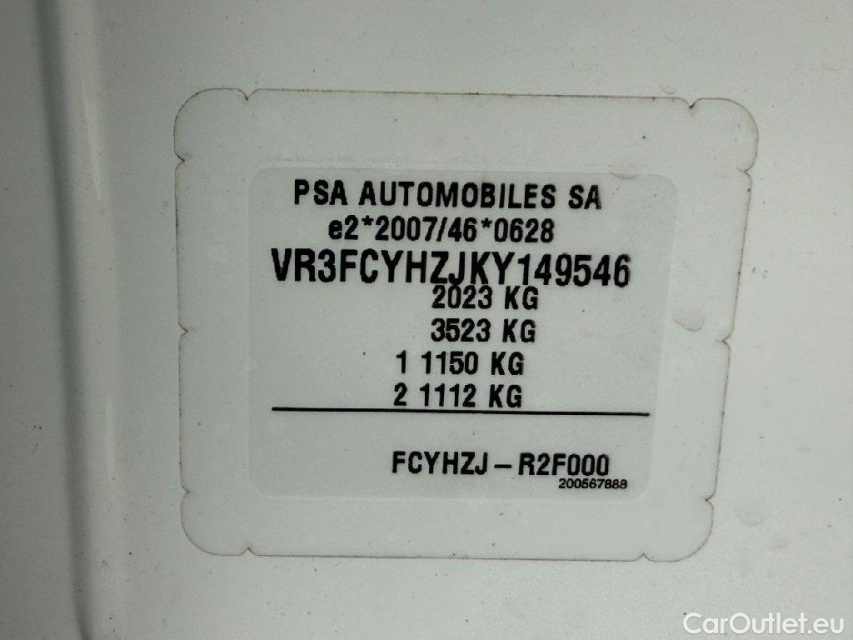 PSA AUTOMOBILES SA
e2*2007/46*0628
VR3FCYHZJKY149546
2023 KG
3523 KG
1 1150 KG
2 1112 KG
FCYHZJ – R2F000
200567888
CarOutlet.eu